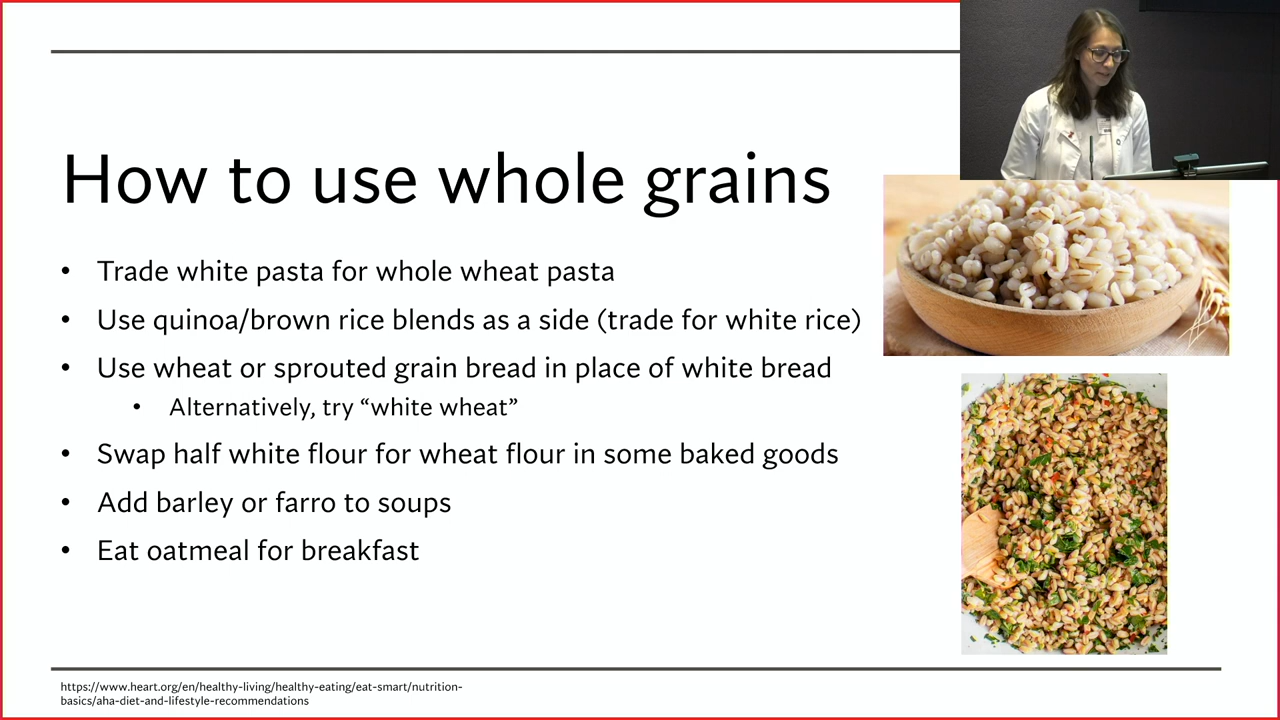 How to use whole grains
• Trade white pasta for whole wheat pasta
• Use quinoa/brown rice blends as a side (trade for white rice)
• Use wheat or sprouted grain bread in place of white bread
• Alternatively, try “white wheat”
• Swap half white flour for wheat flour in some baked goods
• Add barley or farro to soups
• Eat oatmeal for breakfast
https://www.heart.org/en/healthy-living/healthy-eating/eat-smart/nutrition-
basics/aha-diet-and-lifestyle-recommendations